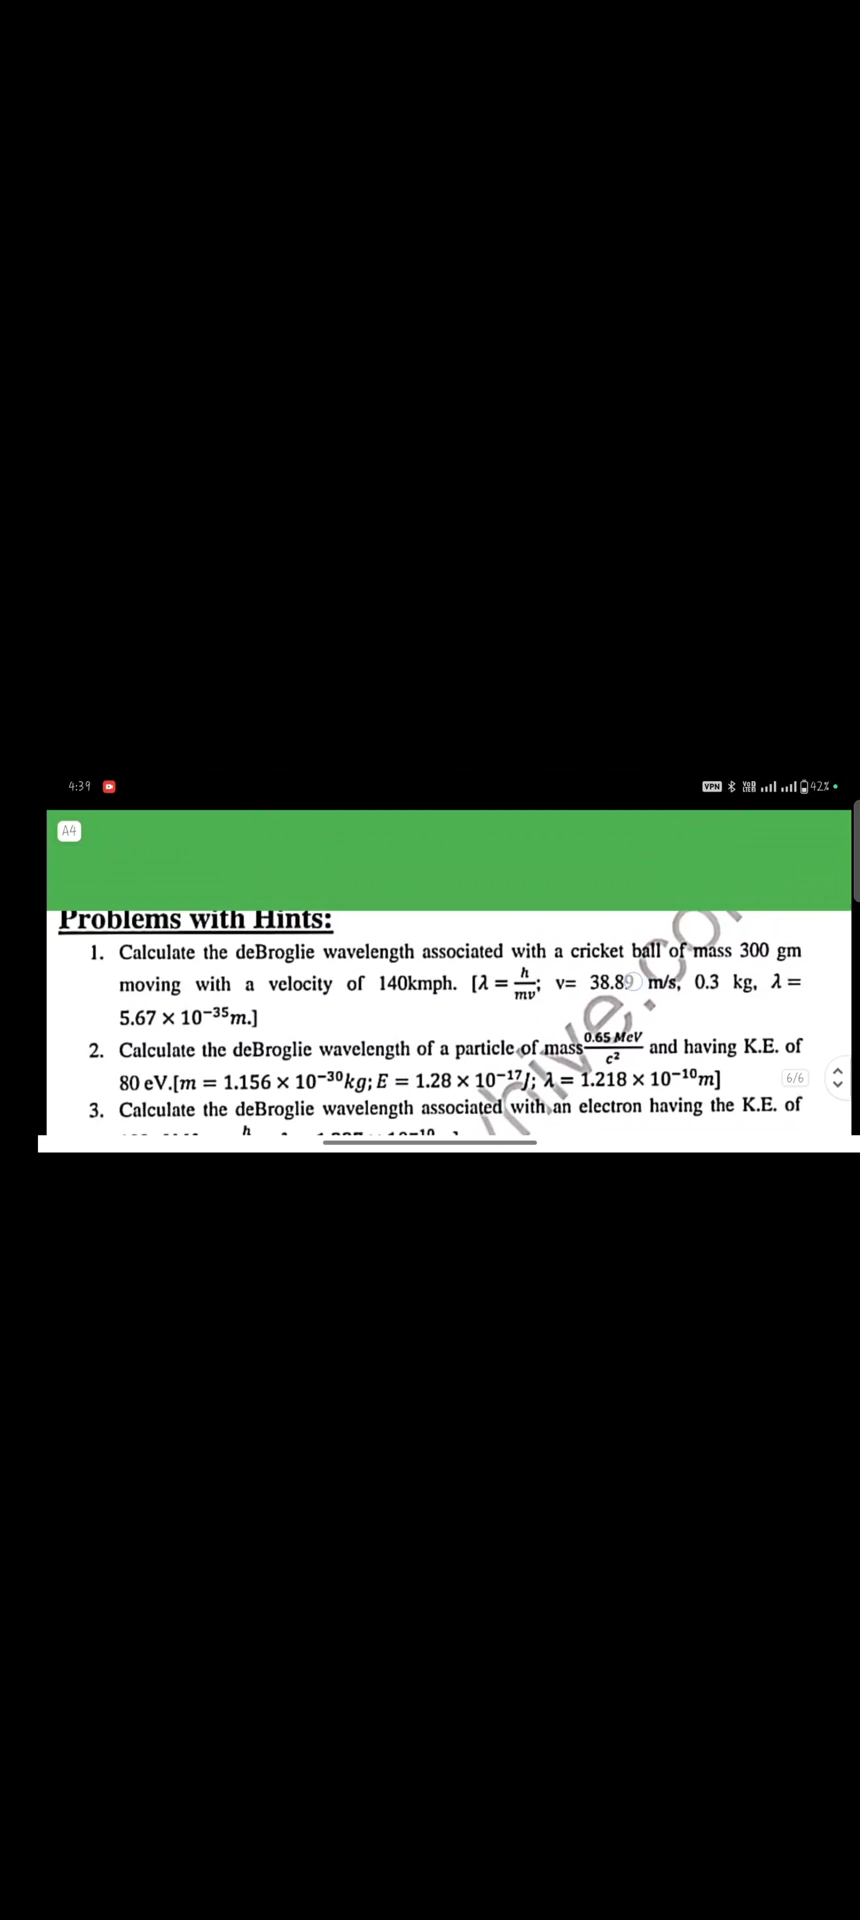 4:39
VPN VoD LTE 42%
A4
Problems with Hints:
1. Calculate the deBroglie wavelength associated with a cricket ball of mass 300 gm
moving with a velocity of 140kmph. [λ = h/mv; v= 38.89 m/s, 0.3 kg, λ =
5.67 × 10⁻³⁵m.]
2. Calculate the deBroglie wavelength of a particle of mass 0.65 MeV/c² and having K.E. of
80 eV.[m = 1.156 × 10⁻³⁰kg; E = 1.28 × 10⁻¹⁷J; λ = 1.218 × 10⁻¹⁰m]
6/6
3. Calculate the deBroglie wavelength associated with an electron having the K.E. of